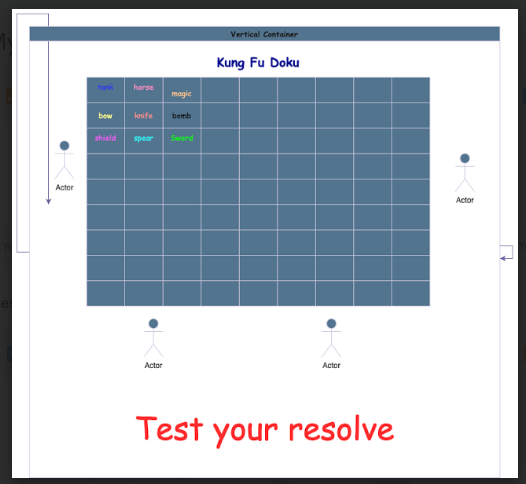 Vertical Container
Kung Fu Doku
tank horse magic
bow knife bomb
shield spear Sword
Actor
Actor
Actor
Actor
Test your resolve